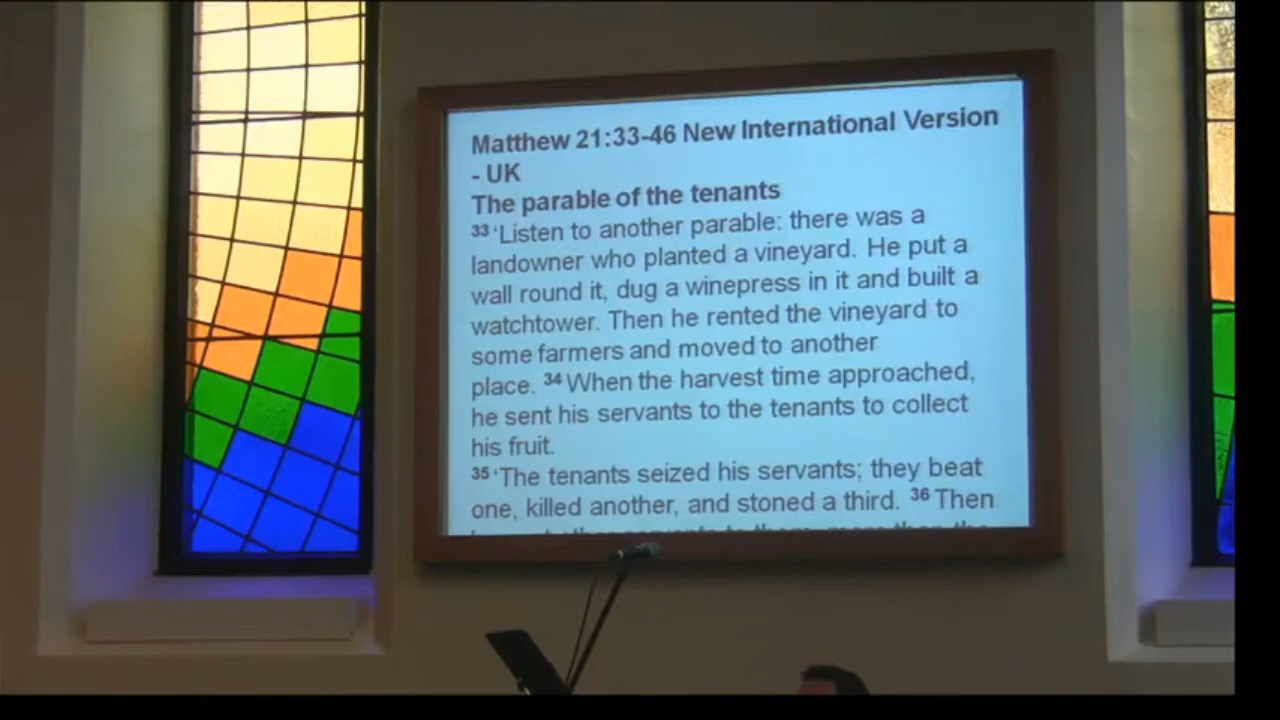 Matthew 21:33-46 New International Version
- UK
The parable of the tenants
33 ‘Listen to another parable: there was a
landowner who planted a vineyard. He put a
wall round it, dug a winepress in it and built a
watchtower. Then he rented the vineyard to
some farmers and moved to another
place. 34 When the harvest time approached,
he sent his servants to the tenants to collect
his fruit.
35 ‘The tenants seized his servants; they beat
one, killed another, and stoned a third. 36 Then